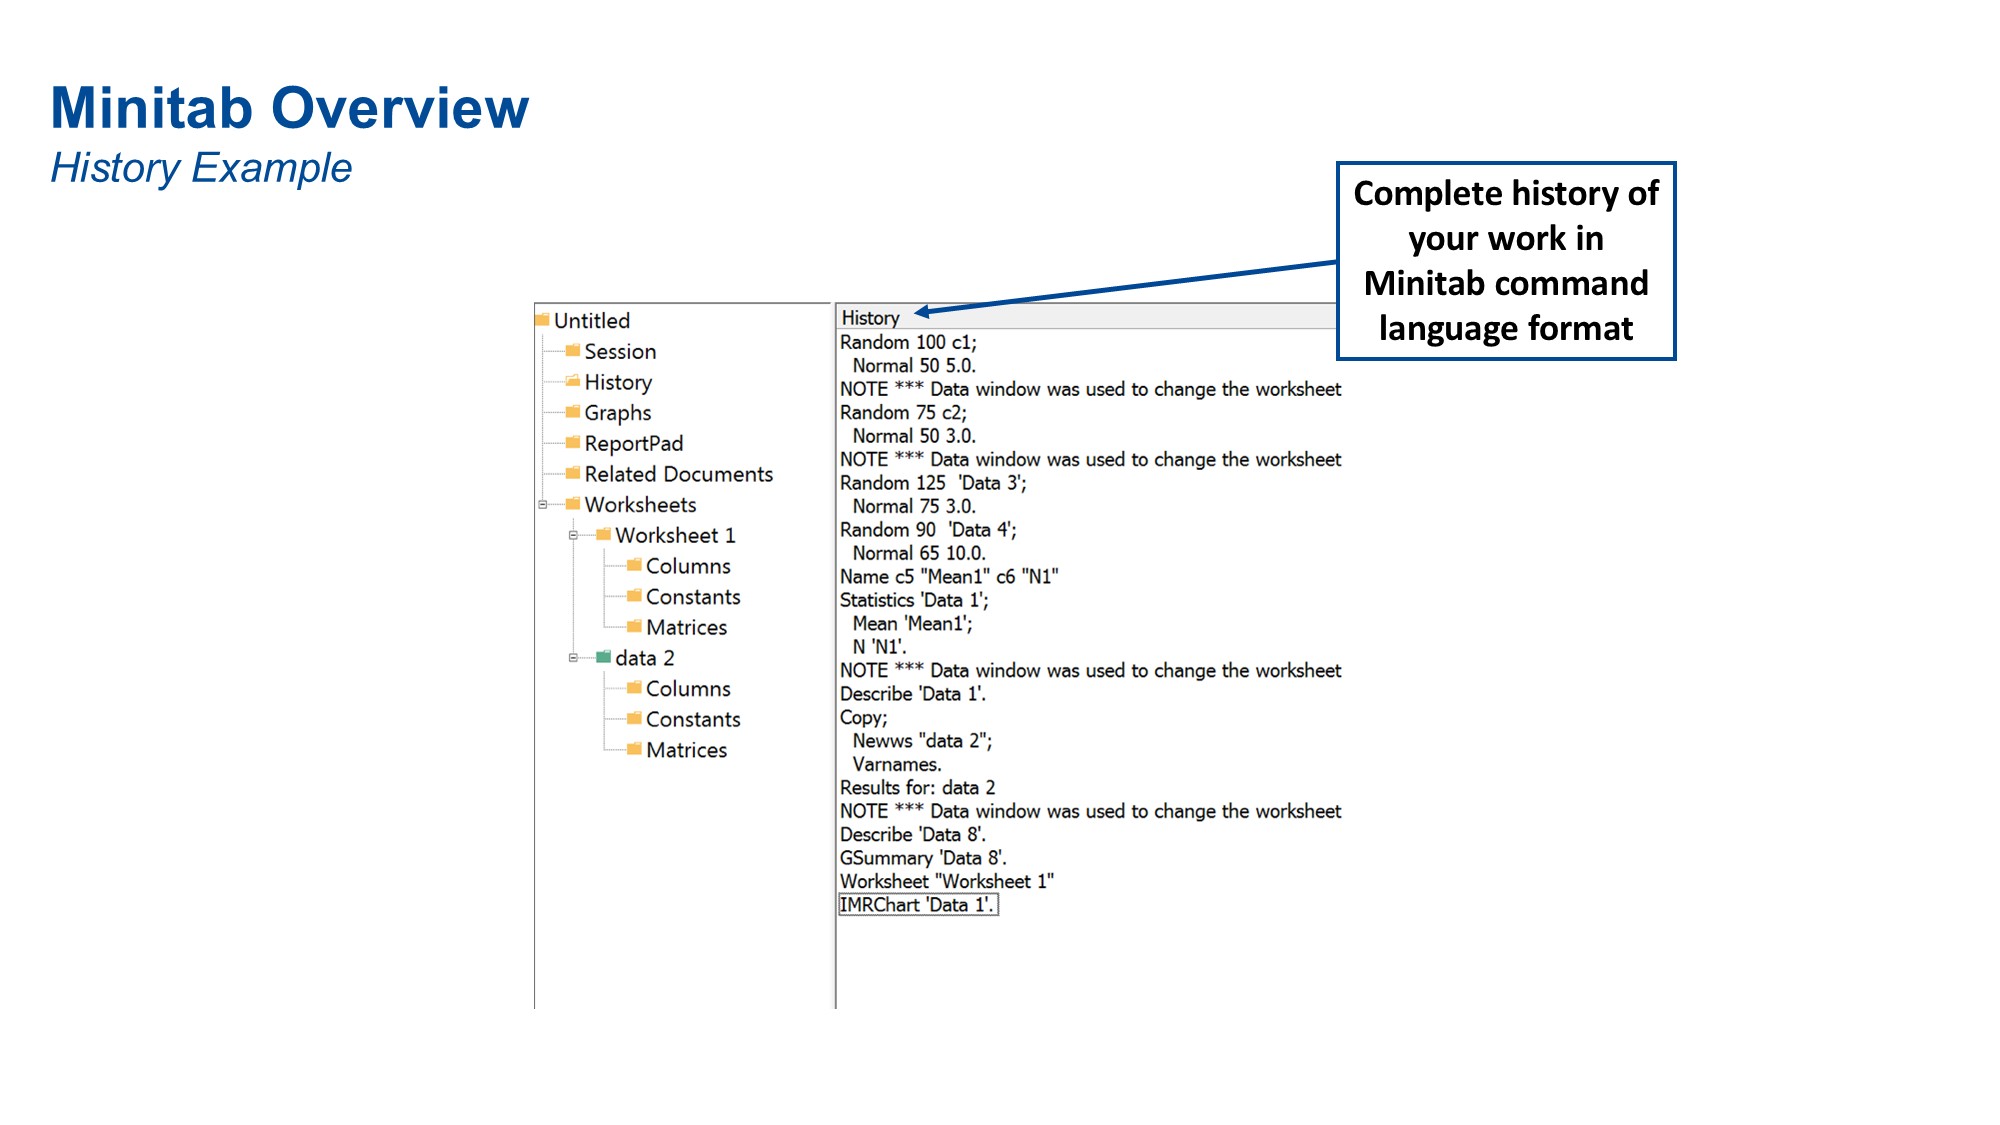 Minitab Overview
History Example
Complete history of
your work in
Minitab command
language format
Untitled
Session
History
Graphs
ReportPad
Related Documents
Worksheets
Worksheet 1
Columns
Constants
Matrices
data 2
Columns
Constants
Matrices
History
Random 100 c1;
Normal 50 5.0.
NOTE *** Data window was used to change the worksheet
Random 75 c2;
Normal 50 3.0.
NOTE *** Data window was used to change the worksheet
Random 125  'Data 3';
Normal 75 3.0.
Random 90  'Data 4';
Normal 65 10.0.
Name c5 "Mean1" c6 "N1"
Statistics 'Data 1';
Mean 'Mean1';
N 'N1'.
NOTE *** Data window was used to change the worksheet
Describe 'Data 1'.
Copy;
Newws "data 2";
Varnames.
Results for: data 2
NOTE *** Data window was used to change the worksheet
Describe 'Data 8'.
GSummary 'Data 8'.
Worksheet "Worksheet 1"
IMRChart 'Data 1'.